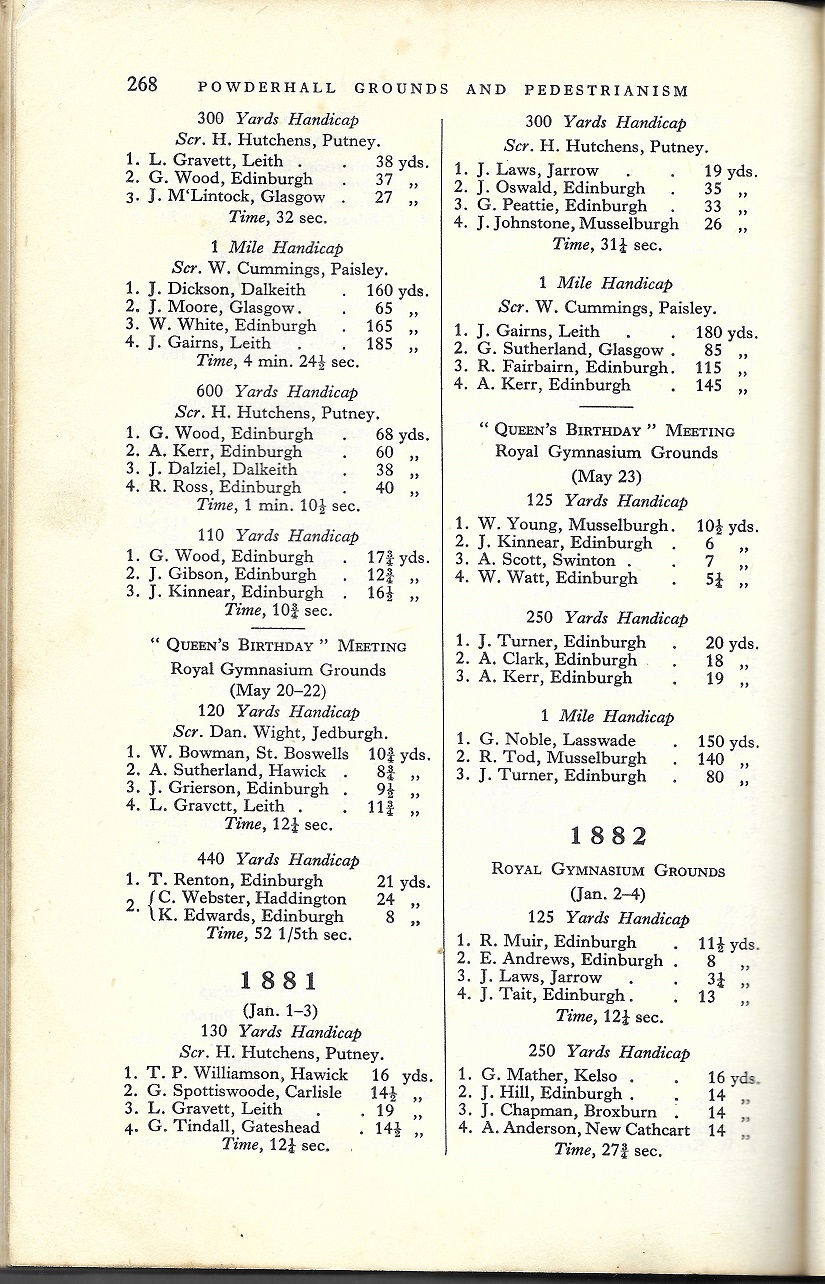 268 POWDERHALL GROUNDS AND PEDESTRIANISM
300 Yards Handicap
Scr. H. Hutchens, Putney.
1. L. Gravett, Leith . . 38 yds.
2. G. Wood, Edinburgh . 37 „
3. J. M‘Lintock, Glasgow . 27 „
Time, 32 sec.
1 Mile Handicap
Scr. W. Cummings, Paisley.
1. J. Dickson, Dalkeith . 160 yds.
2. J. Moore, Glasgow . . 65 „
3. W. White, Edinburgh . 165 „
4. J. Gairns, Leith . . 185 „
Time, 4 min. 24½ sec.
600 Yards Handicap
Scr. H. Hutchens, Putney.
1. G. Wood, Edinburgh . 68 yds.
2. A. Kerr, Edinburgh . 60 „
3. J. Dalziel, Dalkeith . 38 „
4. R. Ross, Edinburgh . 40 „
Time, 1 min. 10½ sec.
110 Yards Handicap
1. G. Wood, Edinburgh . 17¾ yds.
2. J. Gibson, Edinburgh . 12¾ „
3. J. Kinnear, Edinburgh . 16½ „
Time, 10¾ sec.
“ QUEEN’S BIRTHDAY ” MEETING
Royal Gymnasium Grounds
(May 20–22)
120 Yards Handicap
Scr. Dan. Wight, Jedburgh.
1. W. Bowman, St. Boswells 10¾ yds.
2. A. Sutherland, Hawick . 8¾ „
3. J. Grierson, Edinburgh . 9½ „
4. L. Gravett, Leith . . 11¾ „
Time, 12¼ sec.
440 Yards Handicap
1. T. Renton, Edinburgh 21 yds.
2. { C. Webster, Haddington 24 „
K. Edwards, Edinburgh 8 „
Time, 52 1/5th sec.
1881
(Jan. 1–3)
130 Yards Handicap
Scr. H. Hutchens, Putney.
1. T. P. Williamson, Hawick 16 yds.
2. G. Spottiswoode, Carlisle 14½ „
3. L. Gravett, Leith . . 19 „
4. G. Tindall, Gateshead . 14½ „
Time, 12¼ sec.
300 Yards Handicap
Scr. H. Hutchens, Putney.
1. J. Laws, Jarrow . . 19 yds.
2. J. Oswald, Edinburgh . 35 „
3. G. Peattie, Edinburgh . 33 „
4. J. Johnstone, Musselburgh 26 „
Time, 31¼ sec.
1 Mile Handicap
Scr. W. Cummings, Paisley.
1. J. Gairns, Leith . . 180 yds.
2. G. Sutherland, Glasgow . 85 „
3. R. Fairbairn, Edinburgh . 115 „
4. A. Kerr, Edinburgh . 145 „
“ QUEEN’S BIRTHDAY ” MEETING
Royal Gymnasium Grounds
(May 23)
125 Yards Handicap
1. W. Young, Musselburgh . 10½ yds.
2. J. Kinnear, Edinburgh . 6 „
3. A. Scott, Swinton . . 7 „
4. W. Watt, Edinburgh . 5¼ „
250 Yards Handicap
1. J. Turner, Edinburgh . 20 yds.
2. A. Clark, Edinburgh . 18 „
3. A. Kerr, Edinburgh . 19 „
1 Mile Handicap
1. G. Noble, Lasswade . 150 yds.
2. R. Tod, Musselburgh . 140 „
3. J. Turner, Edinburgh . 80 „
1882
ROYAL GYMNASIUM GROUNDS
(Jan. 2–4)
125 Yards Handicap
1. R. Muir, Edinburgh . 11½ yds.
2. E. Andrews, Edinburgh . 8 „
3. J. Laws, Jarrow . . 3¼ „
4. J. Tait, Edinburgh . . 13 „
Time, 12¼ sec.
250 Yards Handicap
1. G. Mather, Kelso . . 16 yds.
2. J. Hill, Edinburgh . . 14 „
3. J. Chapman, Broxburn . 14 „
4. A. Anderson, New Cathcart 14 „
Time, 27¾ sec.